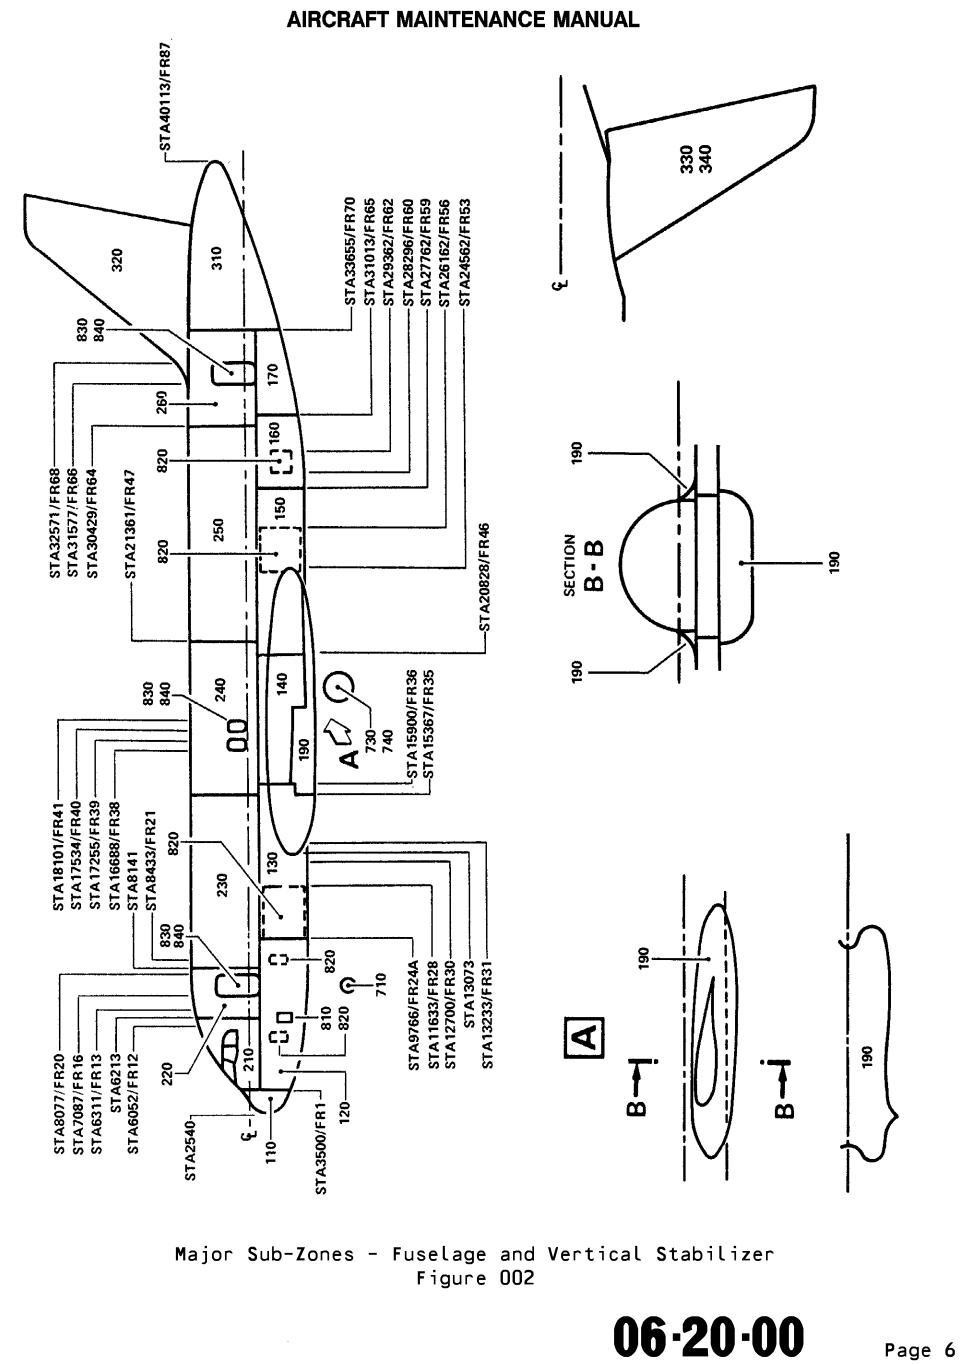 AIRCRAFT MAINTENANCE MANUAL
STA40113/FR87
320
310
330
340
℄
830
840
260
820
170
160
150
250
820
STA33655/FR70
STA31013/FR65
STA29362/FR62
STA28296/FR60
STA27762/FR59
STA26162/FR56
STA24562/FR53
STA32571/FR68
STA31577/FR66
STA30429/FR64
STA21361/FR47
STA20828/FR46
SECTION
B-B
190
190
190
830
840
240
140
190
A
730
740
STA15900/FR36
STA15367/FR35
STA18101/FR41
STA17534/FR40
STA17255/FR39
STA16688/FR38
STA8141
STA8433/FR21
820
230
130
830
840
820
710
810
820
STA9766/FR24A
STA11633/FR28
STA12700/FR30
STA13073
STA13233/FR31
STA8077/FR20
STA7087/FR16
STA6311/FR13
STA6213
STA6052/FR12
220
210
STA2540
℄
110
STA3500/FR1
120
A
190
B
B
190
Major Sub-Zones - Fuselage and Vertical Stabilizer
Figure 002
06-20-00
Page 6